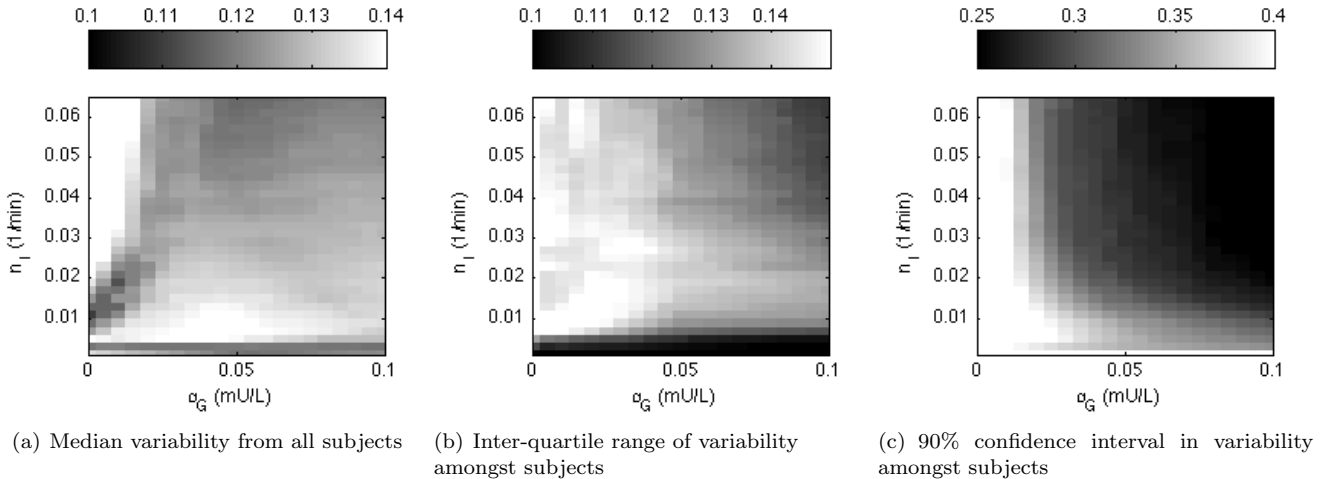 0.1 0.11 0.12 0.13 0.14
0.06
0.05
0.04
0.03
0.02
0.01
n_I (1/min)
0 0.05 0.1
α_G (mU/L)
(a) Median variability from all subjects
0.1 0.11 0.12 0.13 0.14
0.06
0.05
0.04
0.03
0.02
0.01
n_I (1/min)
0 0.05 0.1
α_G (mU/L)
(b) Inter-quartile range of variability
amongst subjects
0.25 0.3 0.35 0.4
0.06
0.05
0.04
0.03
0.02
0.01
n_I (1/min)
0 0.05 0.1
α_G (mU/L)
(c) 90% confidence interval in variability
amongst subjects